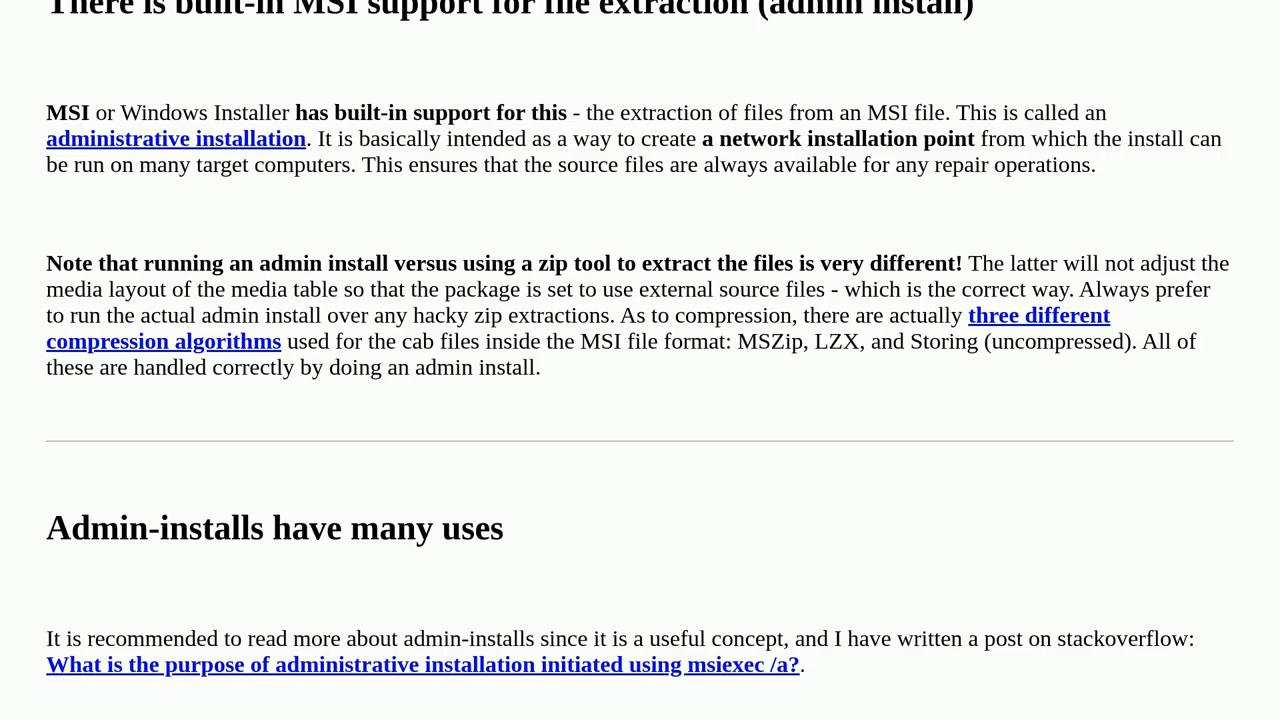 There is built-in MSI support for file extraction (admin install)
MSI or Windows Installer has built-in support for this - the extraction of files from an MSI file. This is called an
administrative installation. It is basically intended as a way to create a network installation point from which the install can
be run on many target computers. This ensures that the source files are always available for any repair operations.
Note that running an admin install versus using a zip tool to extract the files is very different! The latter will not adjust the
media layout of the media table so that the package is set to use external source files - which is the correct way. Always prefer
to run the actual admin install over any hacky zip extractions. As to compression, there are actually three different
compression algorithms used for the cab files inside the MSI file format: MSZip, LZX, and Storing (uncompressed). All of
these are handled correctly by doing an admin install.
Admin-installs have many uses
It is recommended to read more about admin-installs since it is a useful concept, and I have written a post on stackoverflow:
What is the purpose of administrative installation initiated using msiexec /a?.